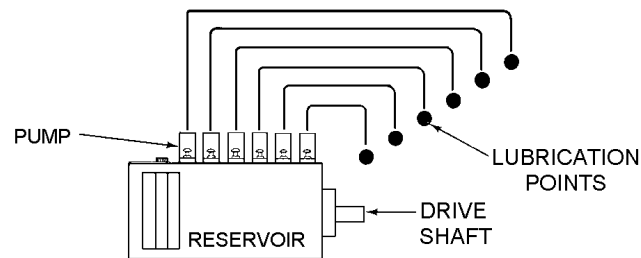 PUMP
LUBRICATION
POINTS
DRIVE
SHAFT
RESERVOIR